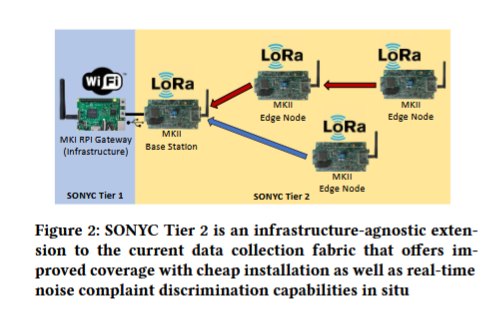 LoRa
LoRa
WiFi
LoRa
MKII
Edge Node
MKII
Edge Node
LoRa
MKI RPI Gateway
(Infrastructure)
MKII
Base Station
MKII
Edge Node
SONYC Tier 1
SONYC Tier 2
Figure 2: SONYC Tier 2 is an infrastructure-agnostic exten-
sion to the current data collection fabric that offers im-
proved coverage with cheap installation as well as real-time
noise complaint discrimination capabilities in situ